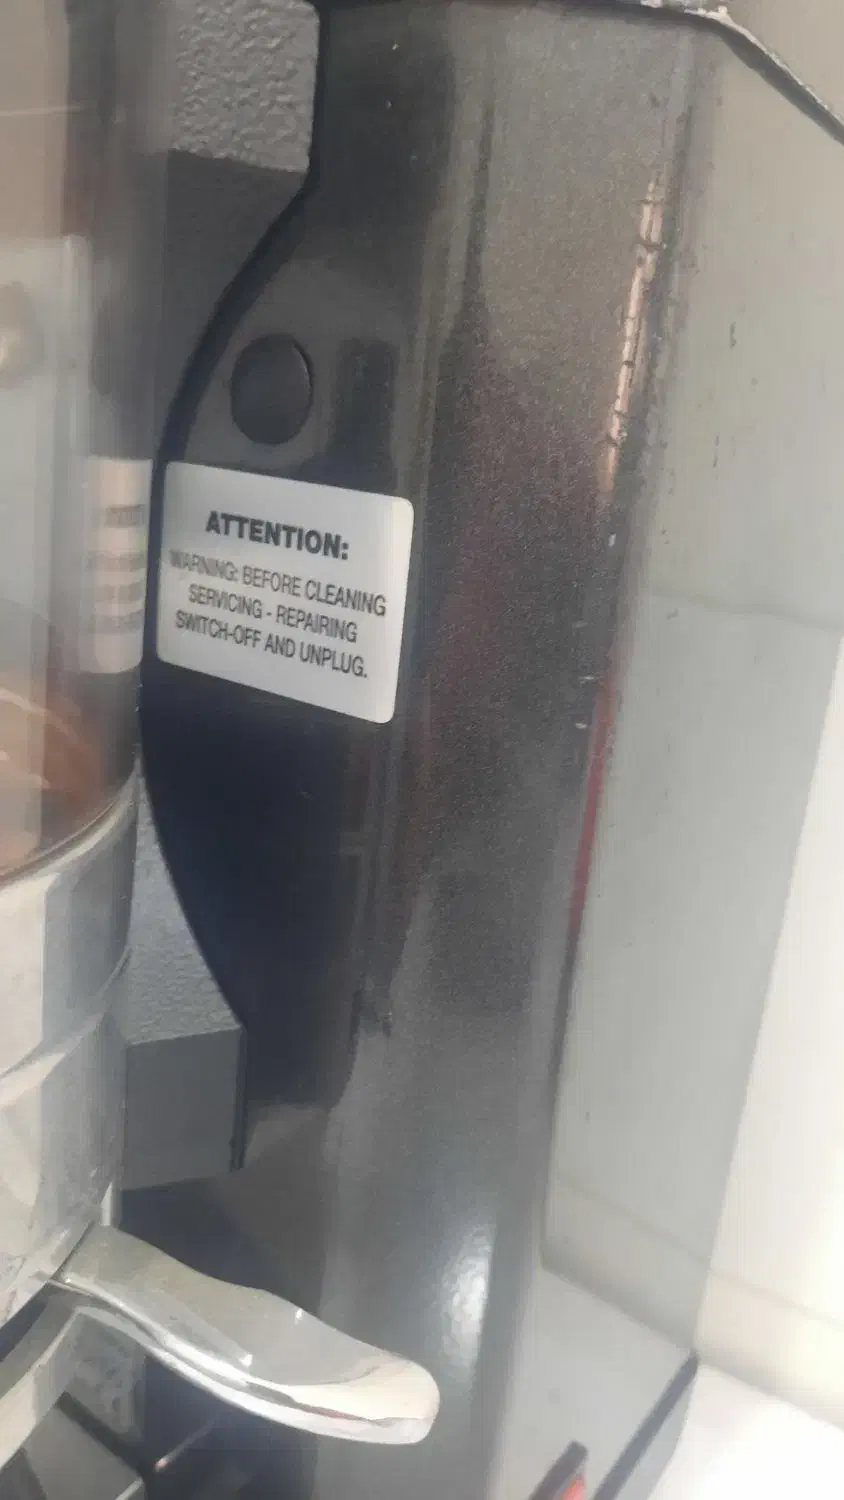 ATTENTION:
WARNING: BEFORE CLEANING
SERVICING - REPAIRING
SWITCH-OFF AND UNPLUG.